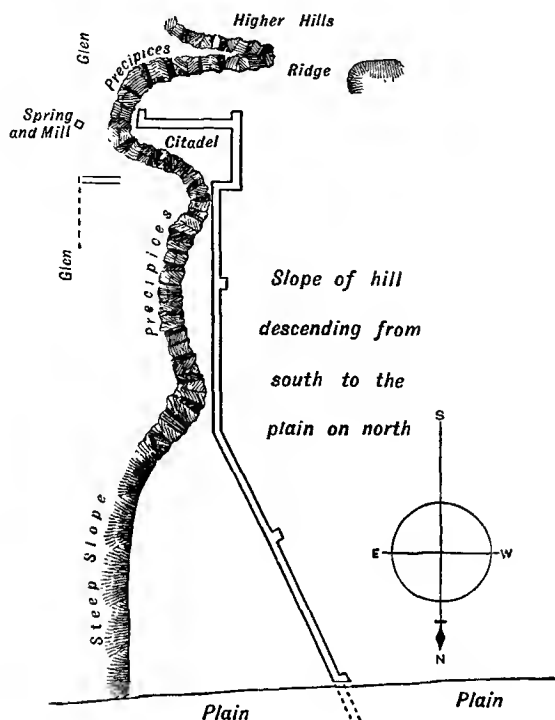 Higher Hills
Glen
Precipices
Ridge
Spring
and Mill
Citadel
Precipices
Glen
Slope of hill
descending from
south to the
plain on north
S
E
W
N
Steep Slope
Plain
Plain